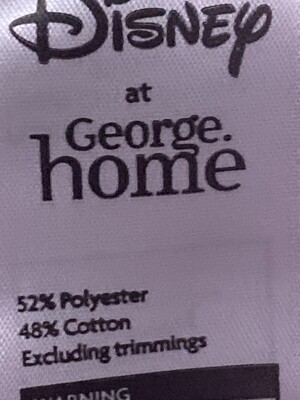 Disney
at
George.
home
52% Polyester
48% Cotton
Excluding trimmings
WARNING